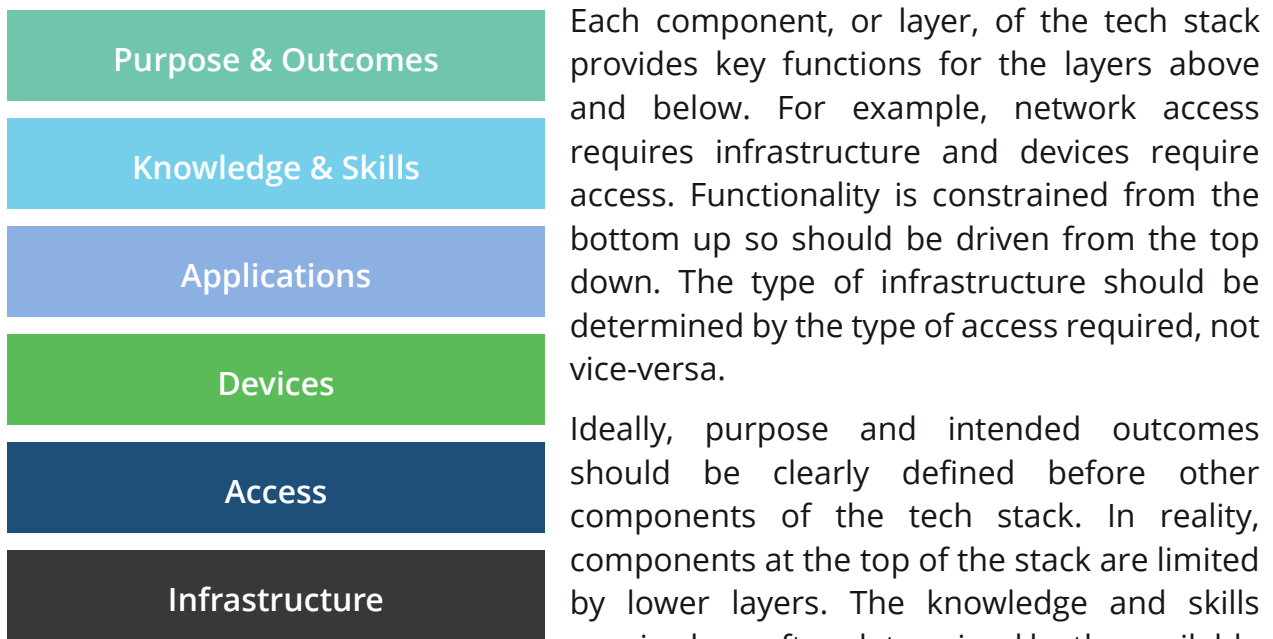 Purpose & Outcomes
Knowledge & Skills
Applications
Devices
Access
Infrastructure
Each component, or layer, of the tech stack
provides key functions for the layers above
and below. For example, network access
requires infrastructure and devices require
access. Functionality is constrained from the
bottom up so should be driven from the top
down. The type of infrastructure should be
determined by the type of access required, not
vice-versa.
Ideally, purpose and intended outcomes
should be clearly defined before other
components of the tech stack. In reality,
components at the top of the stack are limited
by lower layers. The knowledge and skills